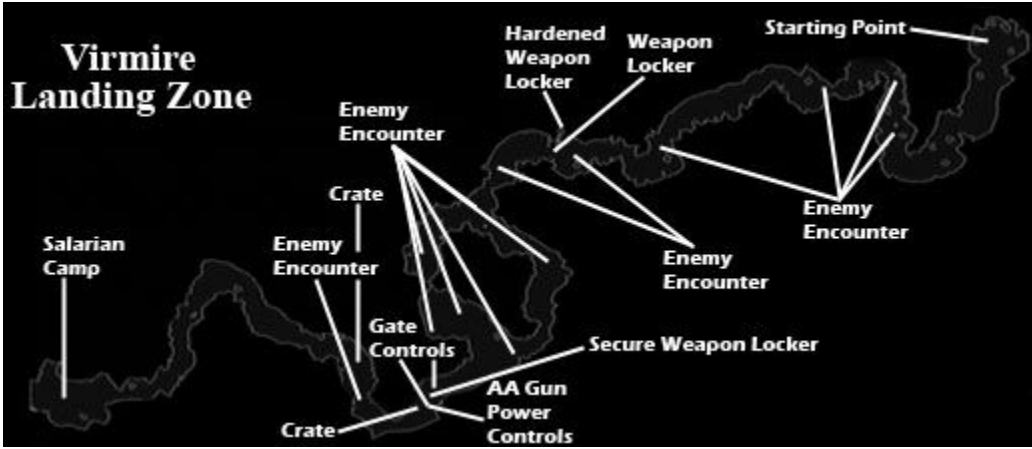 Virmire
Landing Zone
Starting Point
Hardened
Weapon
Locker
Weapon
Locker
Enemy
Encounter
Crate
Enemy
Encounter
Salarian
Camp
Enemy
Encounter
Enemy
Encounter
Gate
Controls
Secure Weapon Locker
AA Gun
Power
Controls
Crate